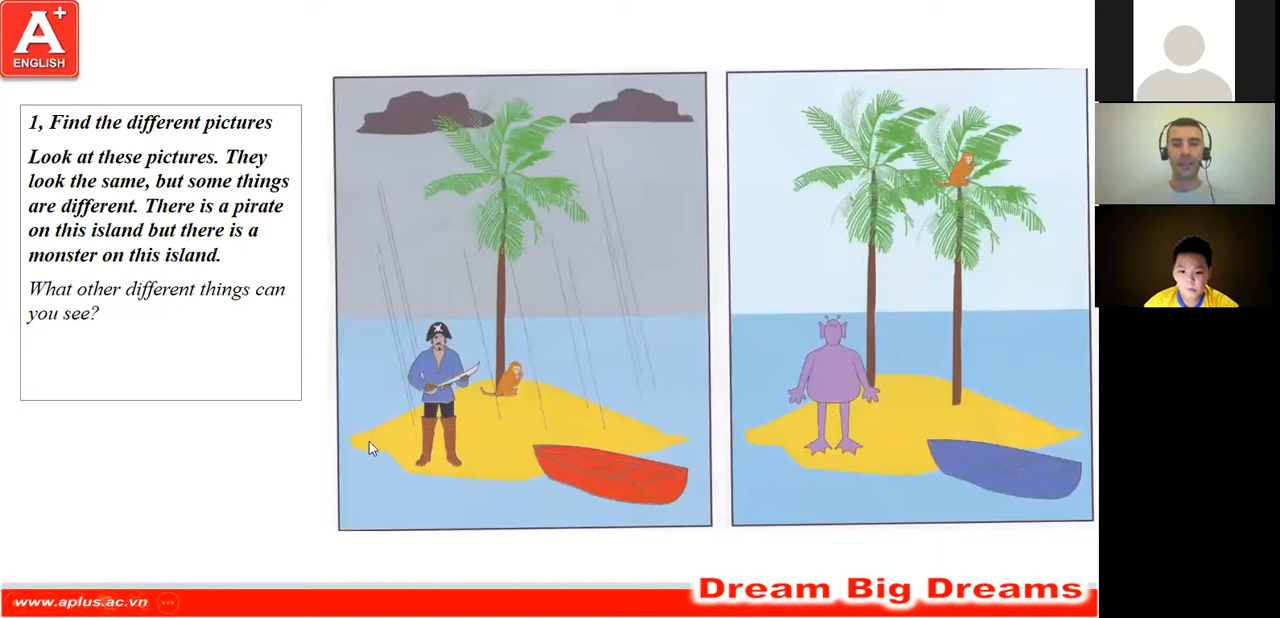 A+
ENGLISH
1, Find the different pictures
Look at these pictures. They
look the same, but some things
are different. There is a pirate
on this island but there is a
monster on this island.
What other different things can
you see?
Dream Big Dreams
www.aplus.ac.vn